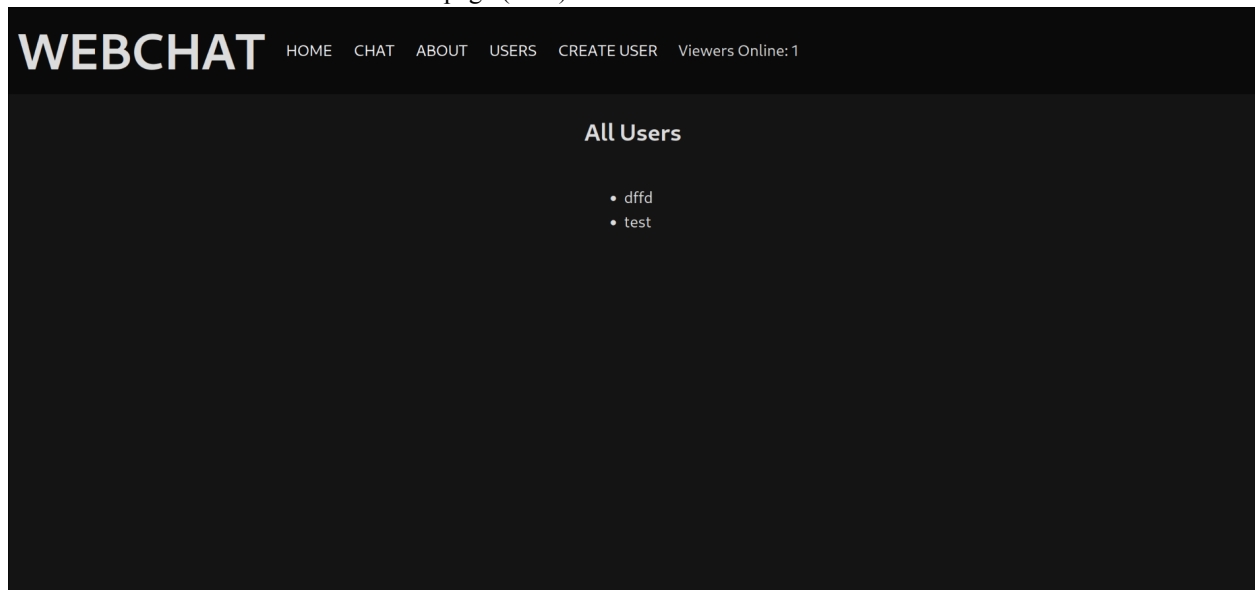 WEBCHAT HOME CHAT ABOUT USERS CREATE USER Viewers Online: 1
All Users
• dffd
• test